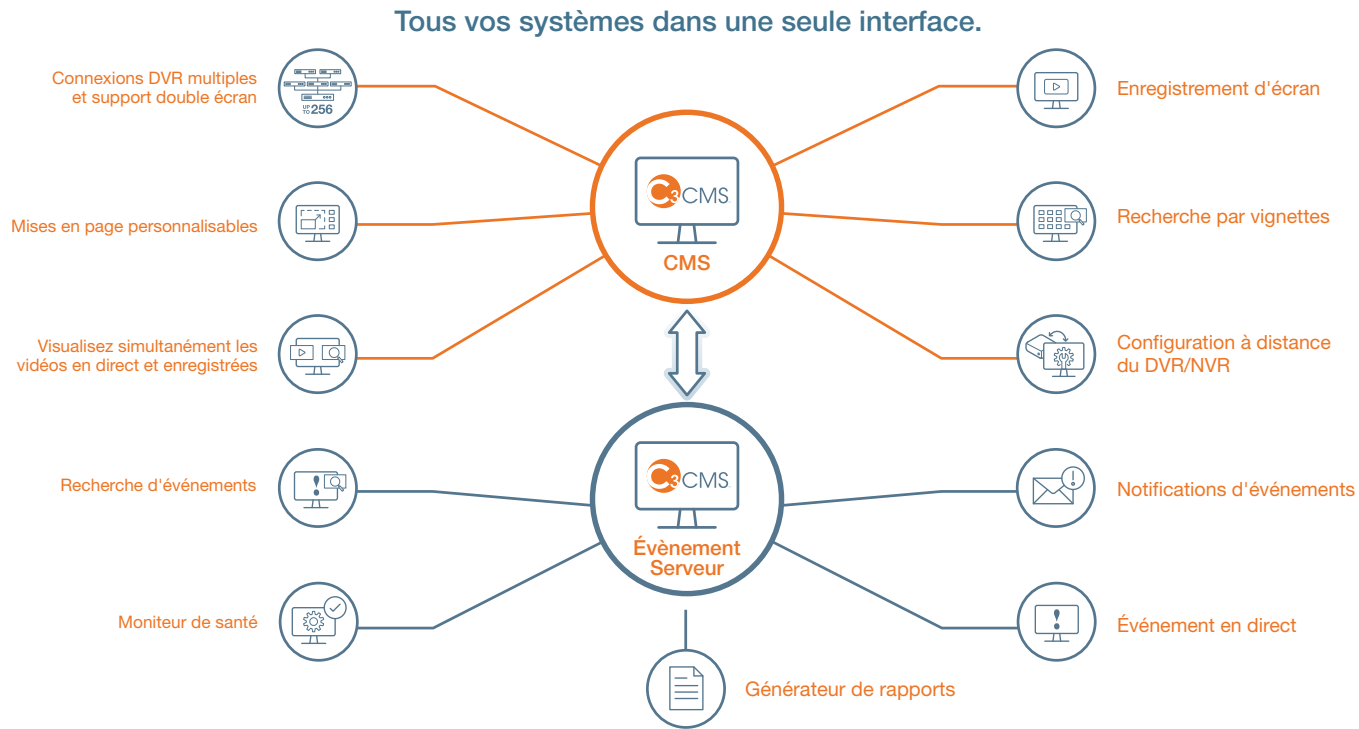 Tous vos systèmes dans une seule interface.
Connexions DVR multiples
et support double écran
UP
TO 256
Enregistrement d'écran
Mises en page personnalisables
C3CMS
CMS
Recherche par vignettes
Visualisez simultanément les
vidéos en direct et enregistrées
Configuration à distance
du DVR/NVR
Recherche d'événements
C3CMS
Évènement
Serveur
Notifications d'événements
Moniteur de santé
Événement en direct
Générateur de rapports